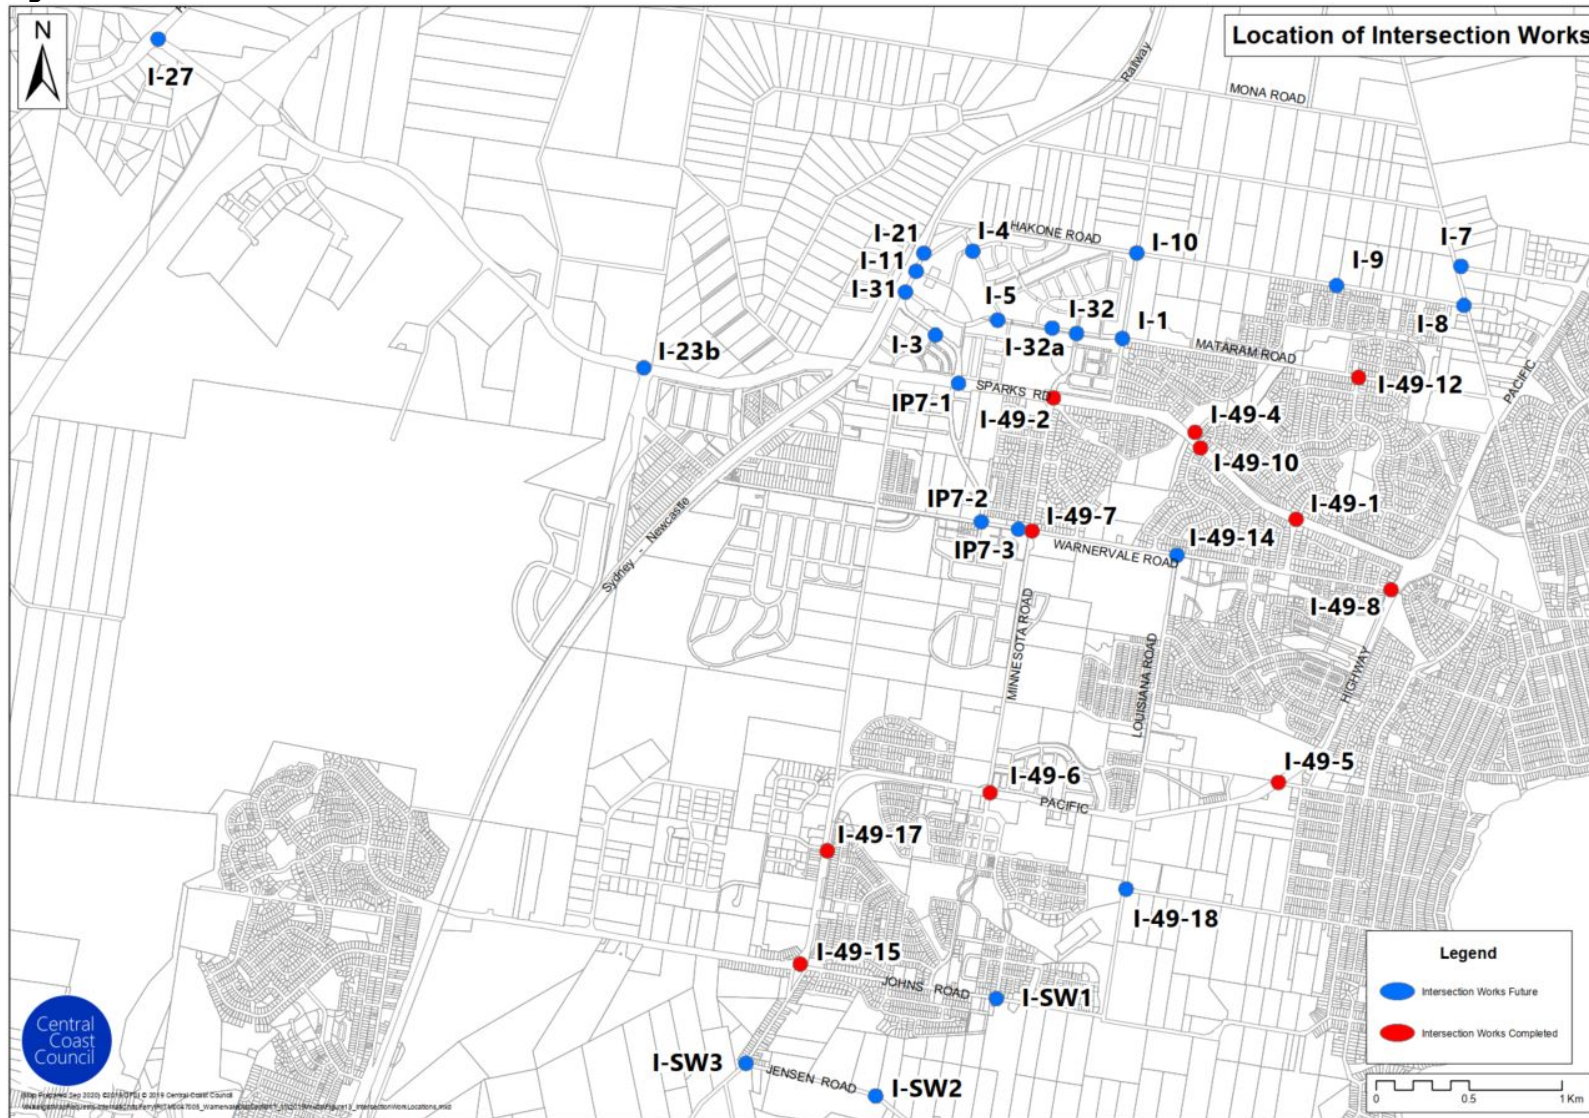 Location of Intersection Works
N
I-27
Railway
MONA ROAD
I-21
I-4
HAKONE ROAD
I-10
I-7
I-11
I-9
I-31
I-5
I-32
I-1
I-8
I-3
I-32a
MATARAM ROAD
I-23b
I-49-12
PACIFIC
IP7-1
SPARKS RD
I-49-2
I-49-4
I-49-10
IP7-2
I-49-7
I-49-1
Sydney - Newcastle
IP7-3
WARNERVALE ROAD
I-49-14
I-49-8
MINNESOTA ROAD
LOUISIANA ROAD
HIGHWAY
I-49-6
PACIFIC
I-49-5
I-49-17
I-49-18
I-49-15
JOHNS ROAD
I-SW1
I-SW3
JENSEN ROAD
I-SW2
Legend
Intersection Works Future
Intersection Works Completed
0 0.5 1 Km
Central
Coast
Council